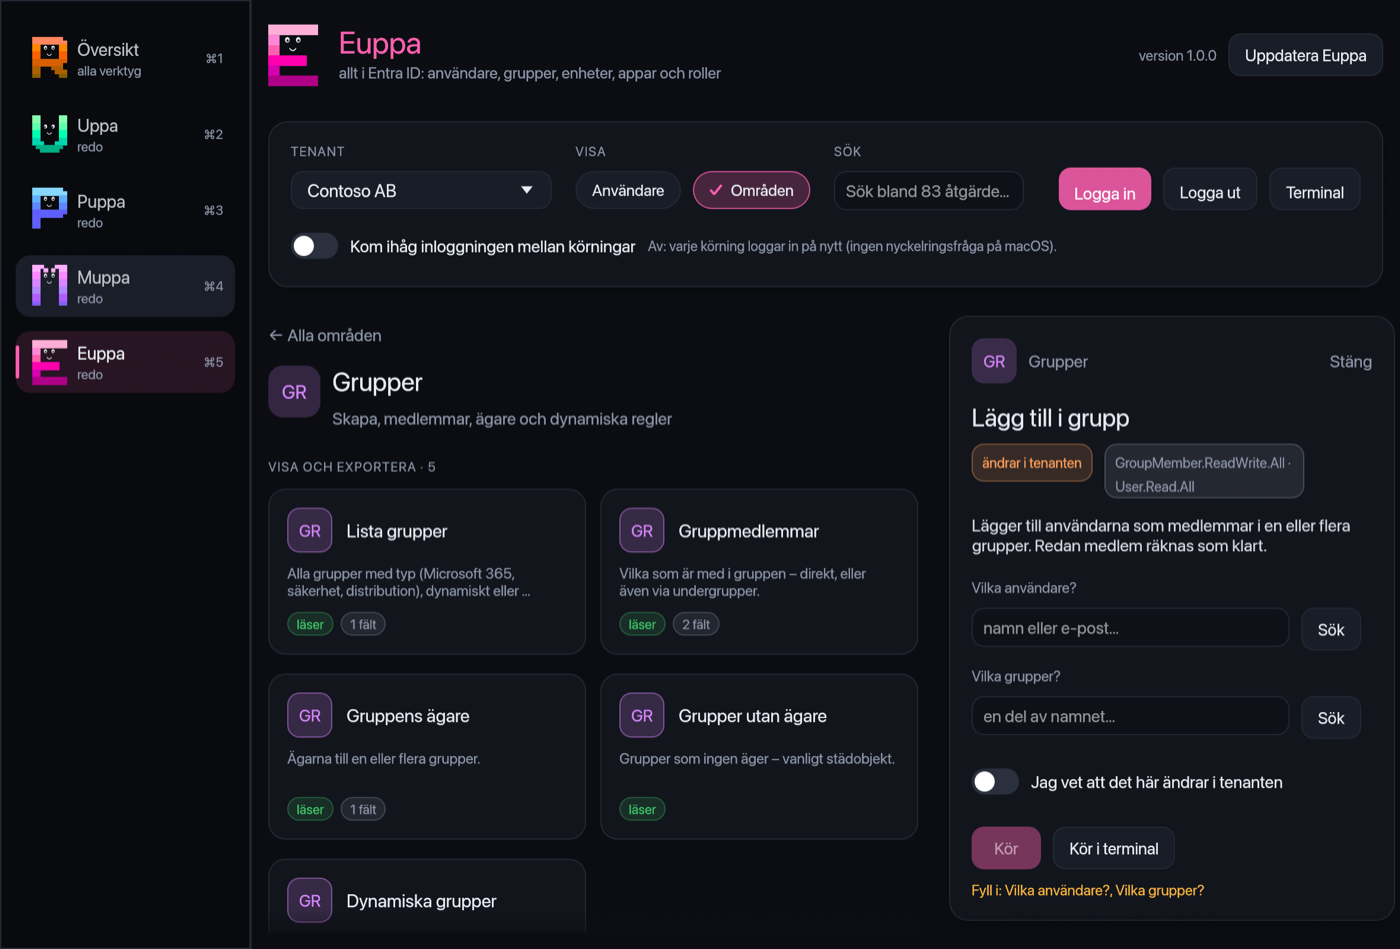 Översikt
alla verktyg
⌘1
Uppa
redo
⌘2
Puppa
redo
⌘3
Muppa
redo
⌘4
Euppa
redo
⌘5
Euppa
allt i Entra ID: användare, grupper, enheter, appar och roller
version 1.0.0
Uppdatera Euppa
TENANT
Contoso AB
VISA
Användare
Områden
SÖK
Sök bland 83 åtgärde...
Logga in
Logga ut
Terminal
Kom ihåg inloggningen mellan körningar
Av: varje körning loggar in på nytt (ingen nyckelringsfråga på macOS).
← Alla områden
GR
Grupper
Skapa, medlemmar, ägare och dynamiska regler
VISA OCH EXPORTERA · 5
GR
Lista grupper
Alla grupper med typ (Microsoft 365,
säkerhet, distribution), dynamiskt eller ...
läser
1 fält
GR
Gruppmedlemmar
Vilka som är med i gruppen – direkt, eller
även via undergrupper.
läser
2 fält
GR
Gruppens ägare
Ägarna till en eller flera grupper.
läser
1 fält
GR
Grupper utan ägare
Grupper som ingen äger – vanligt städobjekt.
läser
GR
Dynamiska grupper
GR
Grupper
Stäng
Lägg till i grupp
ändrar i tenanten
GroupMember.ReadWrite.All ·
User.Read.All
Lägger till användarna som medlemmar i en eller flera
grupper. Redan medlem räknas som klart.
Vilka användare?
namn eller e-post...
Sök
Vilka grupper?
en del av namnet...
Sök
Jag vet att det här ändrar i tenanten
Kör
Kör i terminal
Fyll i: Vilka användare?, Vilka grupper?